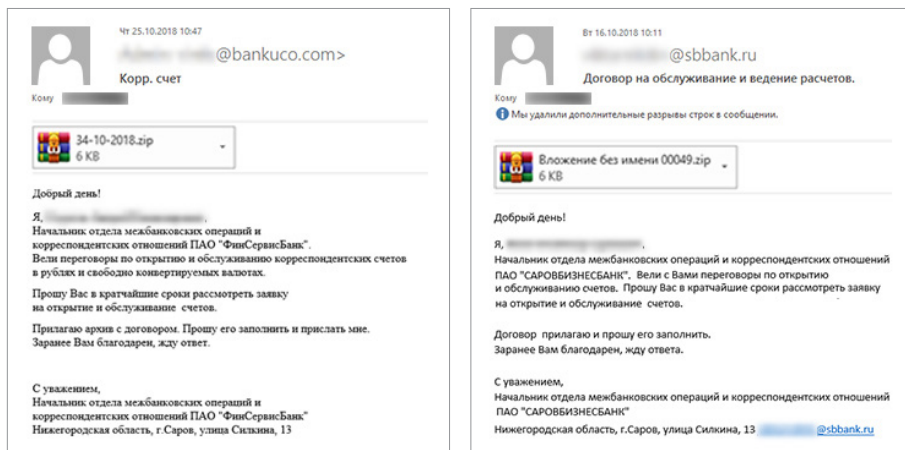 Чт 25.10.2018 10:47
@bankuco.com>
Корр. счет
Кому
34-10-2018.zip
6 KB
Добрый день!
Я,
Начальник отдела межбанковских операций и
корреспондентских отношений ПАО "ФинСервисБанк".
Вели переговоры по открытию и обслуживанию корреспондентских счетов
в рублях и свободно конвертируемых валютах.
Прошу Вас в кратчайшие сроки рассмотреть заявку
на открытие и обслуживание  счетов.
Прилагаю архив с договором. Прошу его заполнить и прислать мне.
Заранее Вам благодарен, жду ответ.
С уважением,
Начальник отдела межбанковских операций и
корреспондентских отношений ПАО "ФинСервисБанк"
Нижегородская область, г.Саров, улица Силкина, 13
Вт 16.10.2018 10:11
@sbbank.ru
Договор на обслуживание и ведение расчетов.
Кому
Мы удалили дополнительные разрывы строк в сообщении.
Вложение без имени 00049.zip
6 KB
Добрый день!
Я,
Начальник отдела межбанковских операций и корреспондентских отношений
ПАО "САРОВБИЗНЕСБАНК".  Вели с Вами переговоры по открытию
и обслуживанию счетов.  Прошу Вас в кратчайшие сроки рассмотреть заявку
на открытие и обслуживание  счетов.
Договор  прилагаю и прошу его заполнить.
Заранее Вам благодарен, жду ответа.
С уважением,
Начальник отдела межбанковских операций и корреспондентских отношений
ПАО "САРОВБИЗНЕСБАНК"
Нижегородская область, г.Саров, улица Силкина, 13 @sbbank.ru